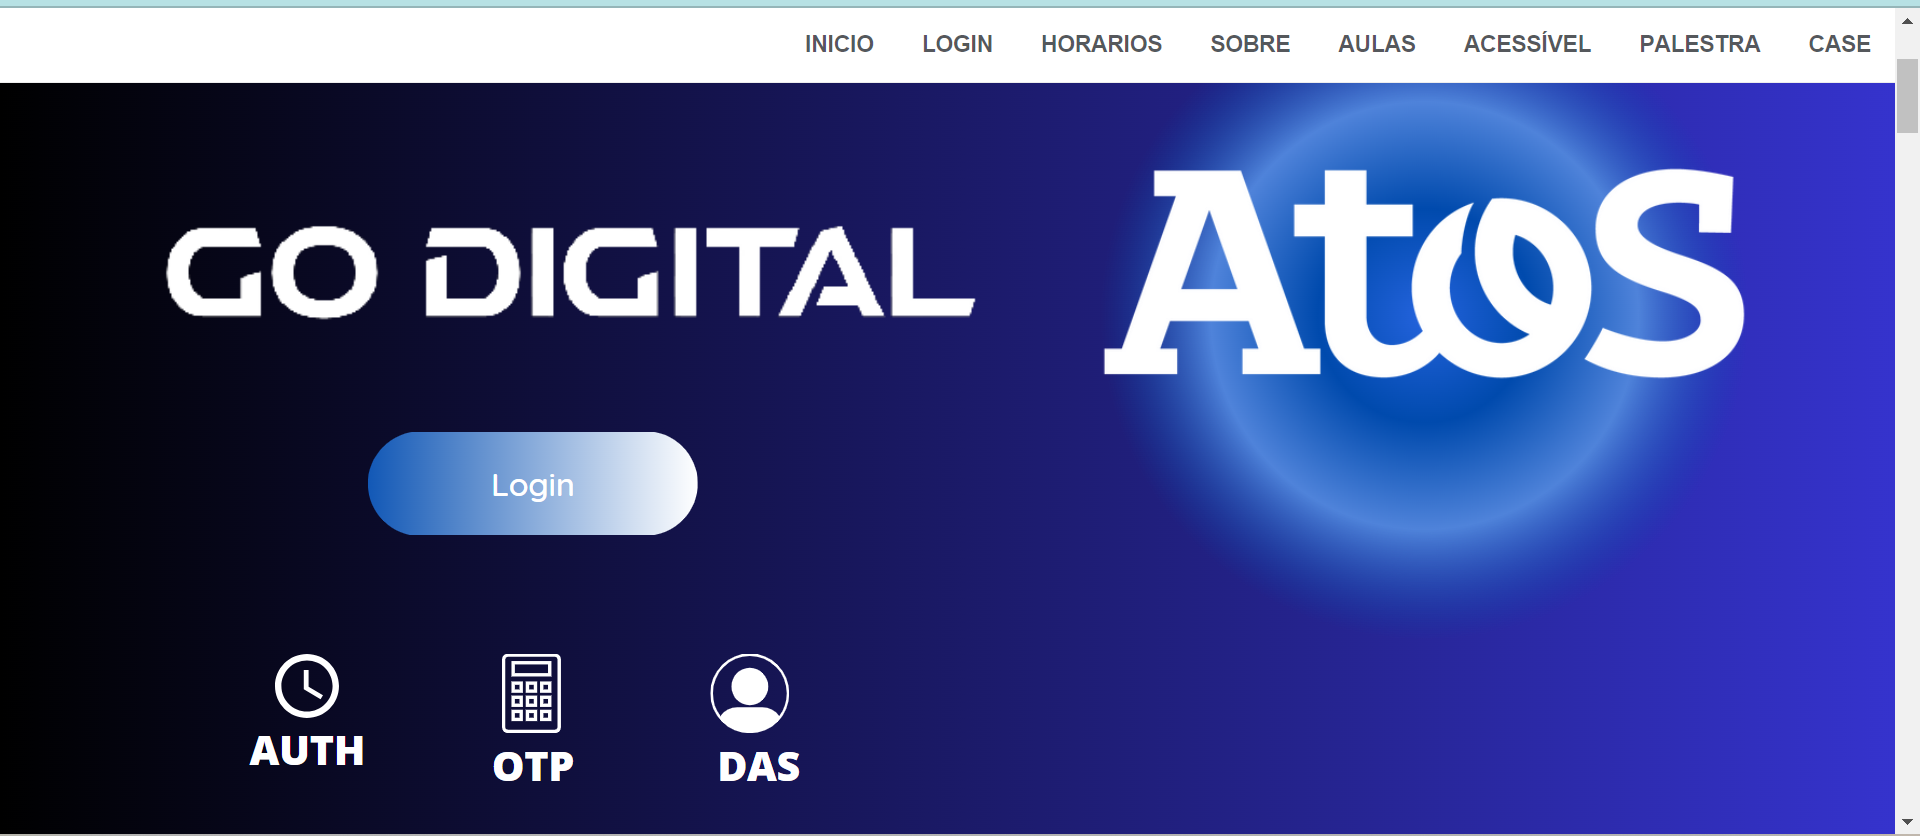 INICIO LOGIN HORARIOS SOBRE AULAS ACESSÍVEL PALESTRA CASE
Atos
GO DIGITAL
Login
AUTH OTP DAS